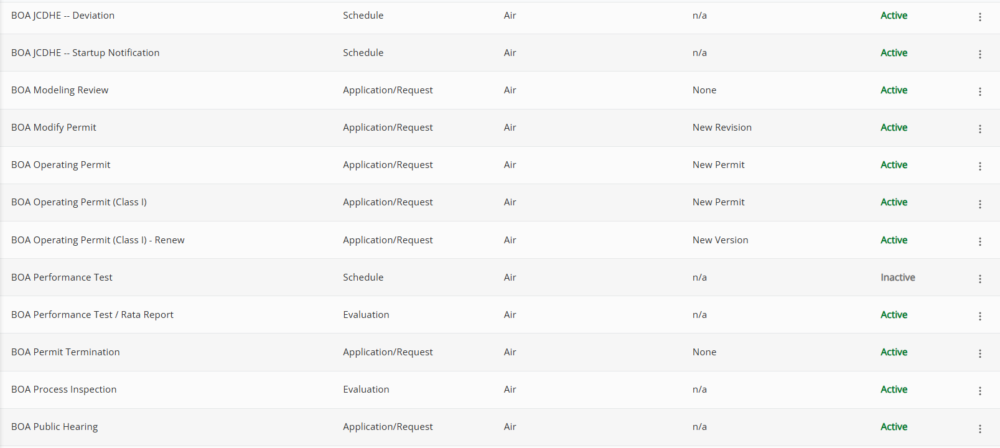 BOA JCDHE -- Deviation Schedule Air n/a Active
BOA JCDHE -- Startup Notification Schedule Air n/a Active
BOA Modeling Review Application/Request Air None Active
BOA Modify Permit Application/Request Air New Revision Active
BOA Operating Permit Application/Request Air New Permit Active
BOA Operating Permit (Class I) Application/Request Air New Permit Active
BOA Operating Permit (Class I) - Renew Application/Request Air New Version Active
BOA Performance Test Schedule Air n/a Inactive
BOA Performance Test / Rata Report Evaluation Air n/a Active
BOA Permit Termination Application/Request Air None Active
BOA Process Inspection Evaluation Air n/a Active
BOA Public Hearing Application/Request Air n/a Active